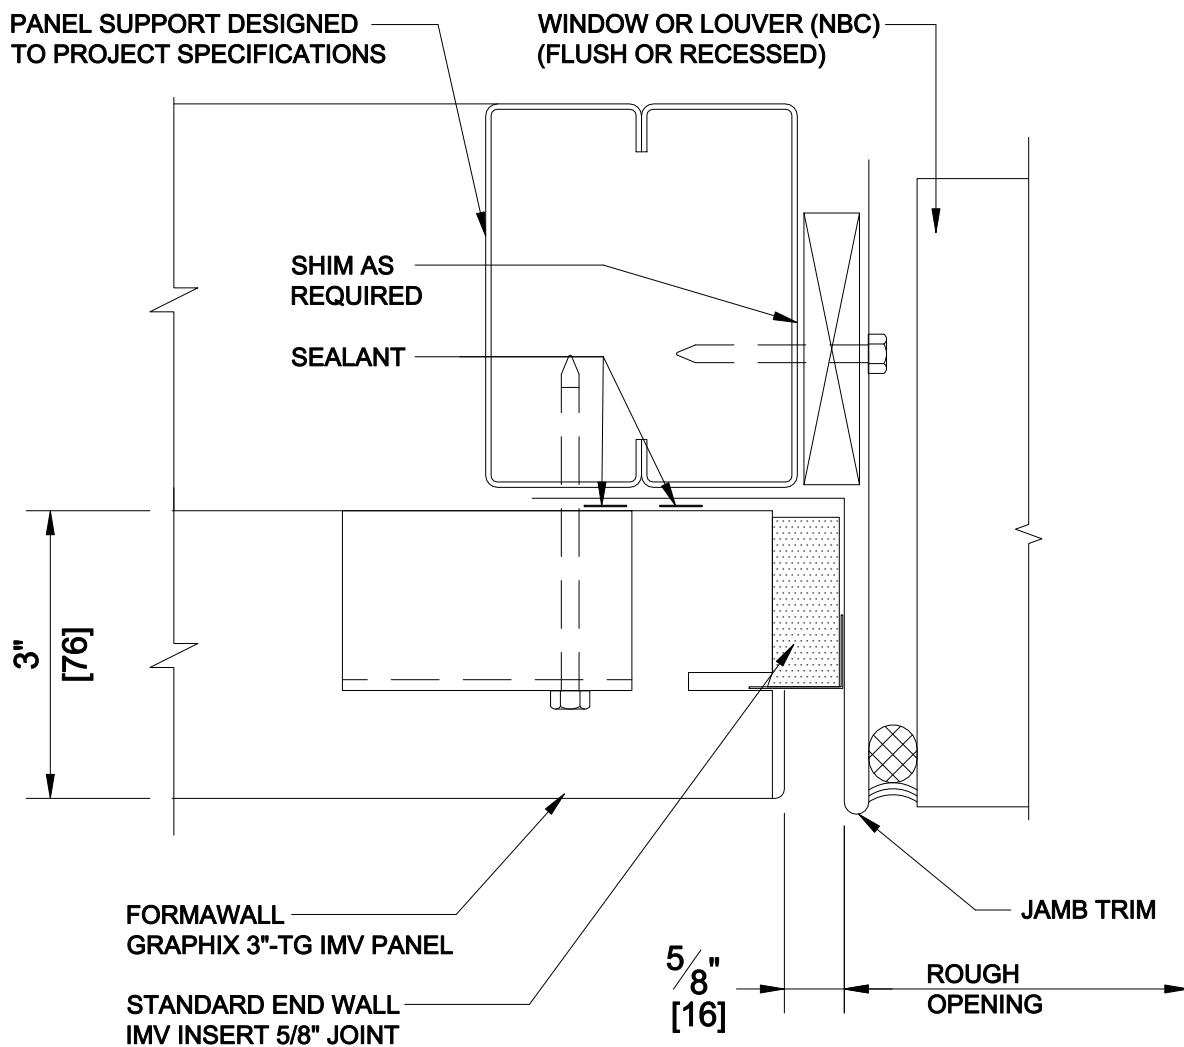 PANEL SUPPORT DESIGNED
TO PROJECT SPECIFICATIONS
WINDOW OR LOUVER (NBC)
(FLUSH OR RECESSED)
SHIM AS
REQUIRED
SEALANT
3"
[76]
FORMAWALL
GRAPHIX 3"-TG IMV PANEL
STANDARD END WALL
IMV INSERT 5/8" JOINT
JAMB TRIM
5/8"
[16]
ROUGH
OPENING